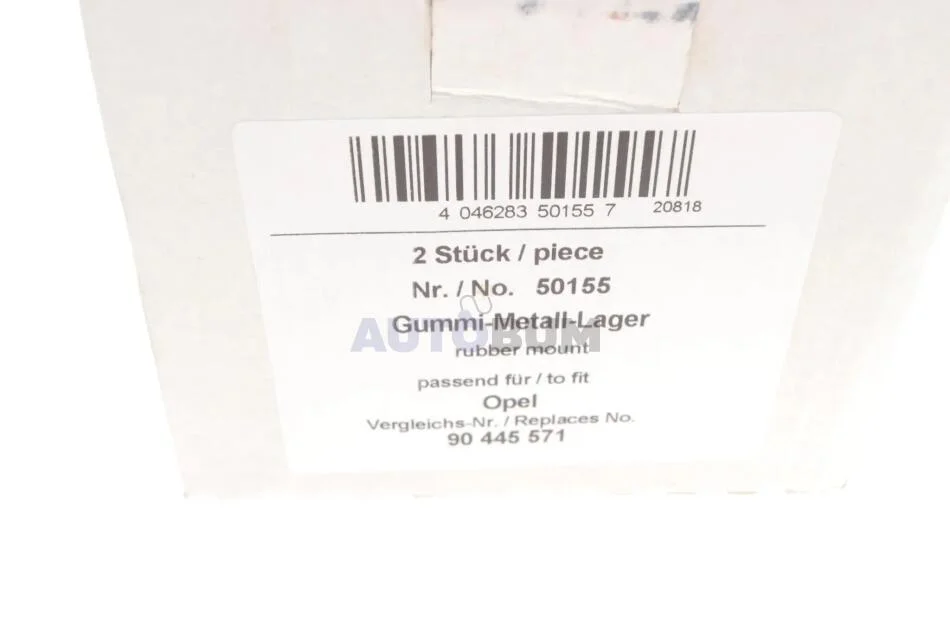 4 046283 50155 7 20818
2 Stück / piece
Nr. / No. 50155
Gummi-Metall-Lager
AUTOBUM
rubber mount
passend für / to fit
Opel
Vergleichs-Nr. / Replaces No.
90 445 571